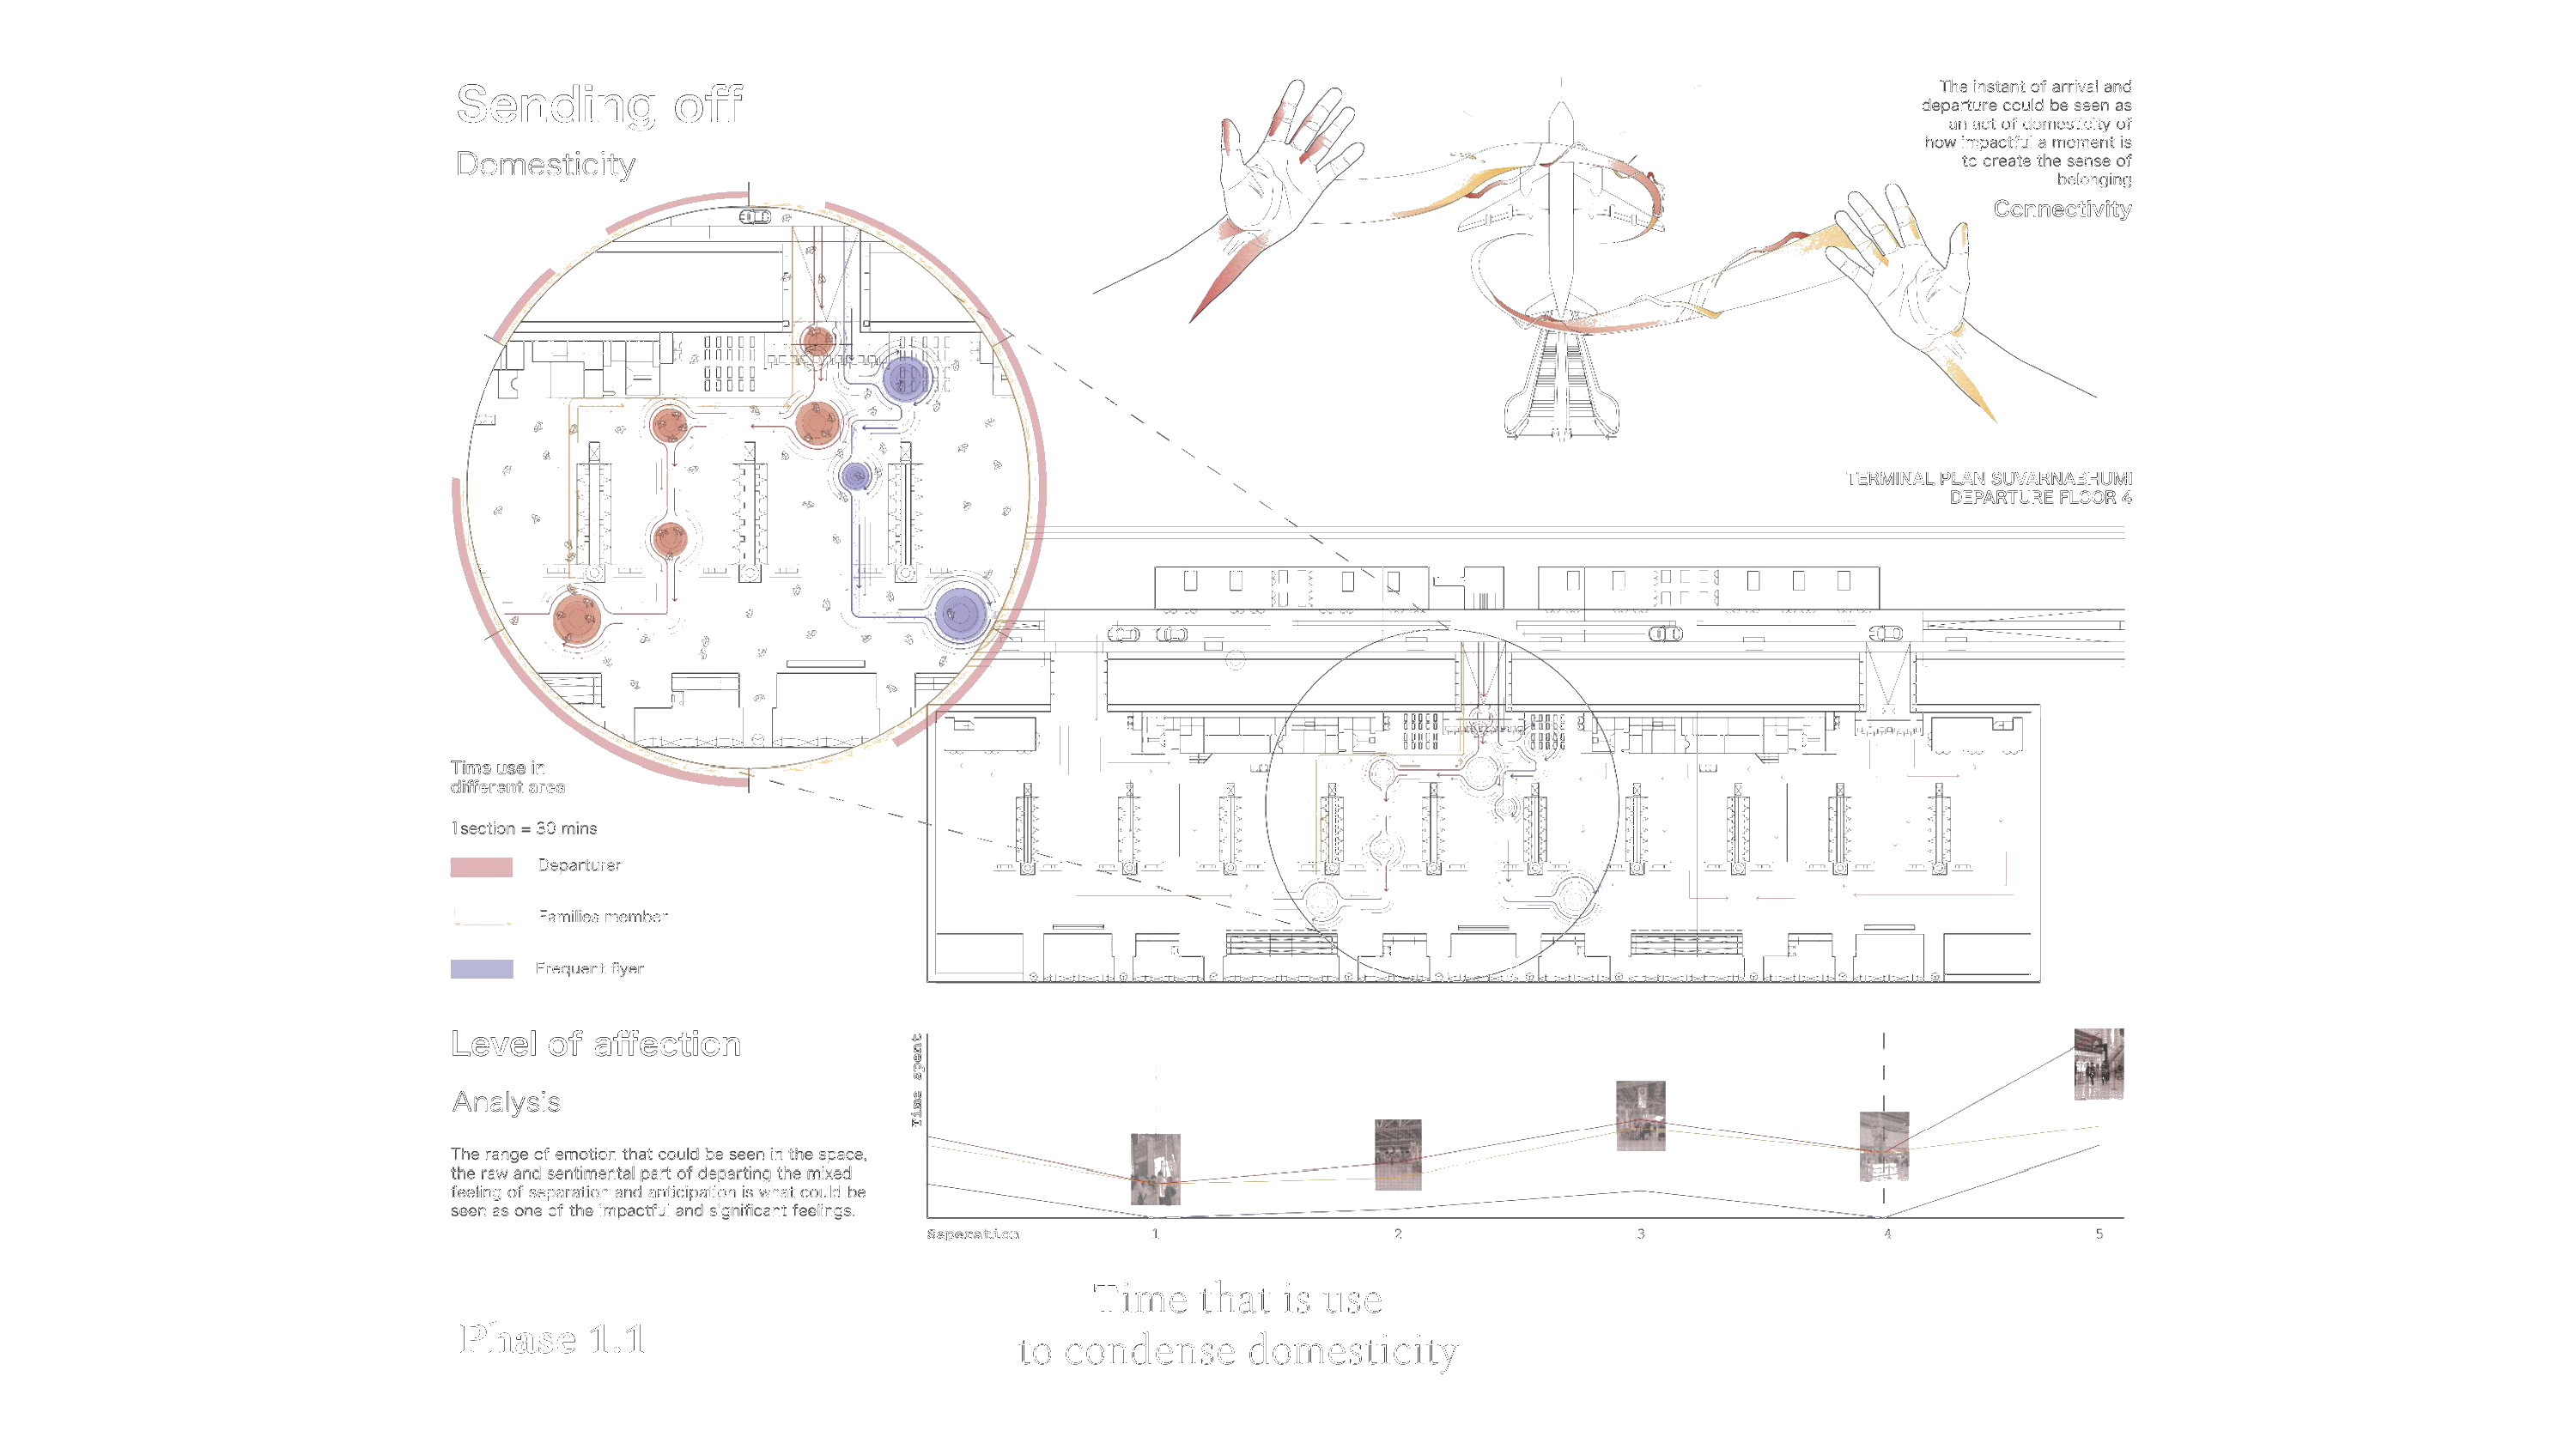 Sending off
Domesticity
The instant of arrival and
departure could be seen as
an act of domesticity of
how impactful a moment is
to create the sense of
belonging
Connectivity
TERMINAL PLAN SUVARNABHUMI
DEPARTURE FLOOR 4
Time use in
different area
1 section = 30 mins
Departurer
Families member
Frequent flyer
Level of affection
Analysis
The range of emotion that could be seen in the space,
the raw and sentimental part of departing the mixed
feeling of separation and anticipation is what could be
seen as one of the impactful and significant feelings.
Time spent
Seperation
1
2
3
4
5
Time that is use
to condense domesticity
Phase 1.1